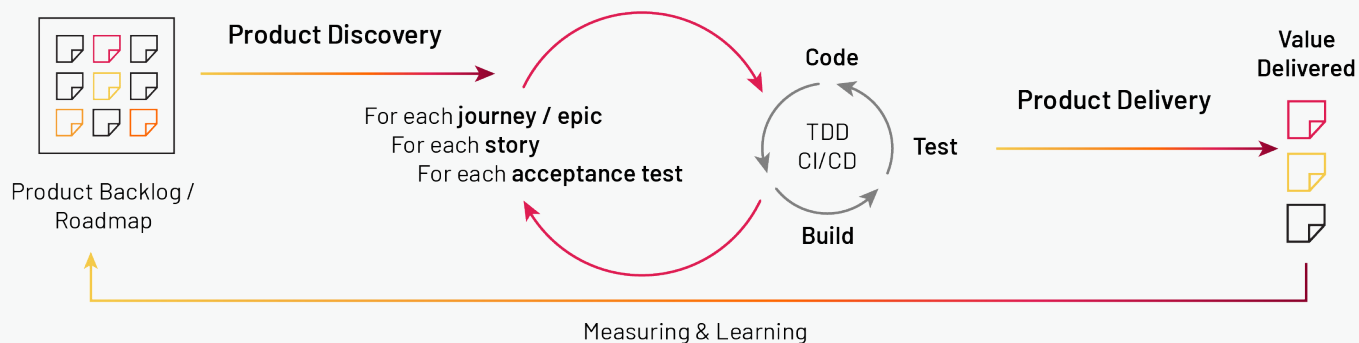 Product Backlog /
Roadmap
Product Discovery
For each journey / epic
For each story
For each acceptance test
Code
TDD
CI/CD
Test
Build
Product Delivery
Value
Delivered
Measuring & Learning